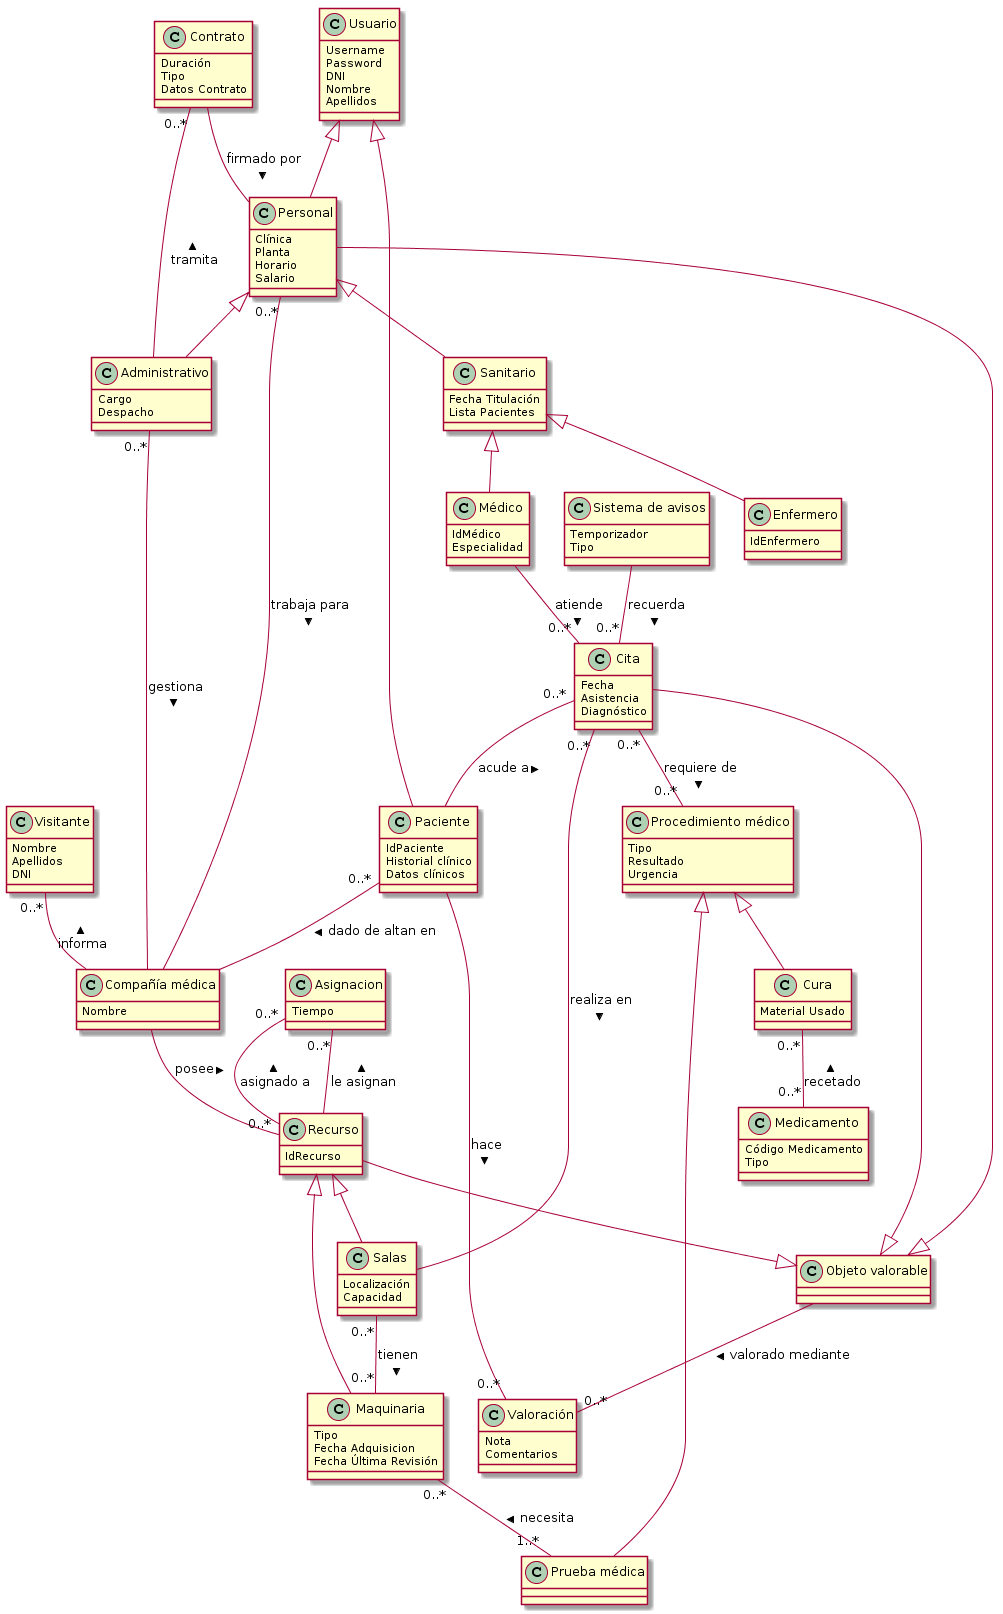 C Contrato
Duración
Tipo
Datos Contrato
C Usuario
Username
Password
DNI
Nombre
Apellidos
0..*
firmado por
▼
C Personal
Clínica
Planta
Horario
Salario
▲
tramita
0..*
C Administrativo
Cargo
Despacho
C Sanitario
Fecha Titulación
Lista Pacientes
0..*
C Médico
IdMédico
Especialidad
C Sistema de avisos
Temporizador
Tipo
C Enfermero
IdEnfermero
trabaja para
▼
atiende
▼
recuerda
▼
0..*
0..*
C Cita
Fecha
Asistencia
Diagnóstico
gestiona
▼
0..*
0..*
0..*
acude a ►
requiere de
▼
0..*
C Visitante
Nombre
Apellidos
DNI
C Paciente
IdPaciente
Historial clínico
Datos clínicos
C Procedimiento médico
Tipo
Resultado
Urgencia
0..*
0..*
▲
informa
◄ dado de altan en
C Compañía médica
Nombre
C Asignacion
Tiempo
realiza en
▼
C Cura
Material Usado
0..*
0..*
0..*
posee ►
▲
asignado a
▲
le asignan
▲
recetado
0..*
0..*
C Recurso
IdRecurso
hace
▼
C Medicamento
Código Medicamento
Tipo
C Salas
Localización
Capacidad
C Objeto valorable
0..*
tienen
▼
0..*
◄ valorado mediante
0..*
0..*
C Maquinaria
Tipo
Fecha Adquisicion
Fecha Última Revisión
C Valoración
Nota
Comentarios
0..*
◄ necesita
1..*
C Prueba médica